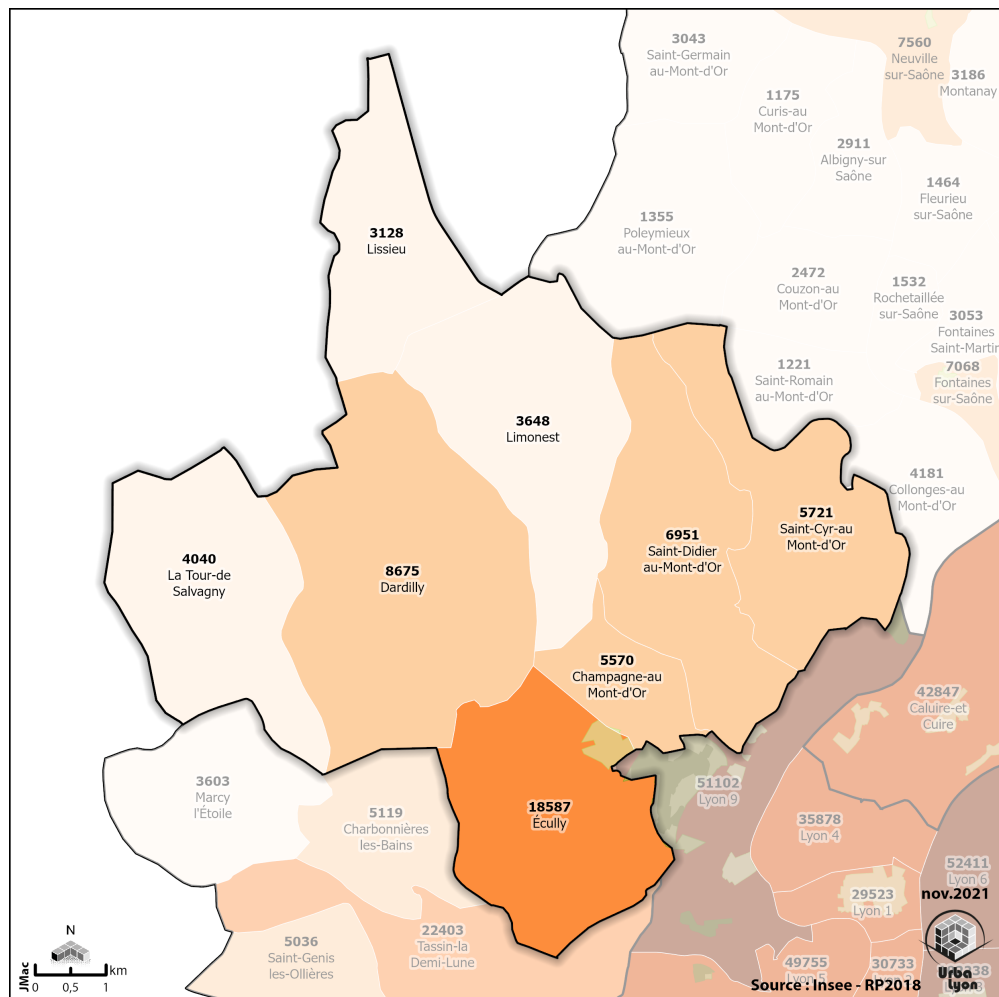 3043
Saint-Germain
au-Mont-d'Or
7560
Neuville
sur-Saône
3186
Montanay
1175
Curis-au
Mont-d'Or
2911
Albigny-sur
Saône
1464
Fleurieu
sur-Saône
3128
Lissieu
1355
Poleymieux
au-Mont-d'Or
2472
Couzon-au
Mont-d'Or
1532
Rochetaillée
sur-Saône
3053
Fontaines
Saint-Martin
1221
Saint-Romain
au-Mont-d'Or
7068
Fontaines
sur-Saône
3648
Limonest
4181
Collonges-au
Mont-d'Or
5721
Saint-Cyr-au
Mont-d'Or
6951
Saint-Didier
au-Mont-d'Or
4040
La Tour-de
Salvagny
8675
Dardilly
5570
Champagne-au
Mont-d'Or
42847
Caluire-et
Cuire
3603
Marcy
l'Étoile
5119
Charbonnières
les-Bains
18587
Écully
51102
Lyon 9
35878
Lyon 4
52411
Lyon 6
29523
Lyon 1
nov.2021
22403
Tassin-la
Demi-Lune
5036
Saint-Genis
les-Ollières
49755
Lyon 5
30733
N
JMac
0 0,5 1 km
Urba
Lyon
Source : Insee - RP2018